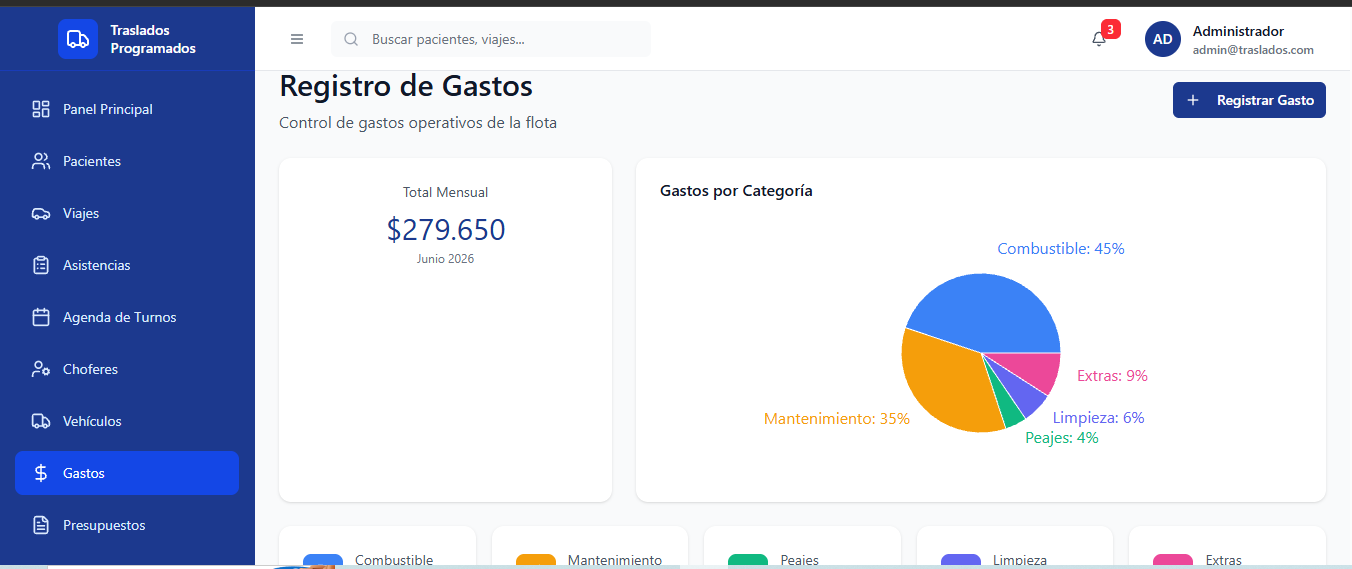 Traslados
Programados
Buscar pacientes, viajes...
3
AD
Administrador
admin@traslados.com
Panel Principal
Pacientes
Viajes
Asistencias
Agenda de Turnos
Choferes
Vehículos
Gastos
Presupuestos
Registro de Gastos
Control de gastos operativos de la flota
+ Registrar Gasto
Total Mensual
$279.650
Junio 2026
Gastos por Categoría
Combustible: 45%
Extras: 9%
Mantenimiento: 35%
Limpieza: 6%
Peajes: 4%
Combustible
Mantenimiento
Peajes
Limpieza
Extras